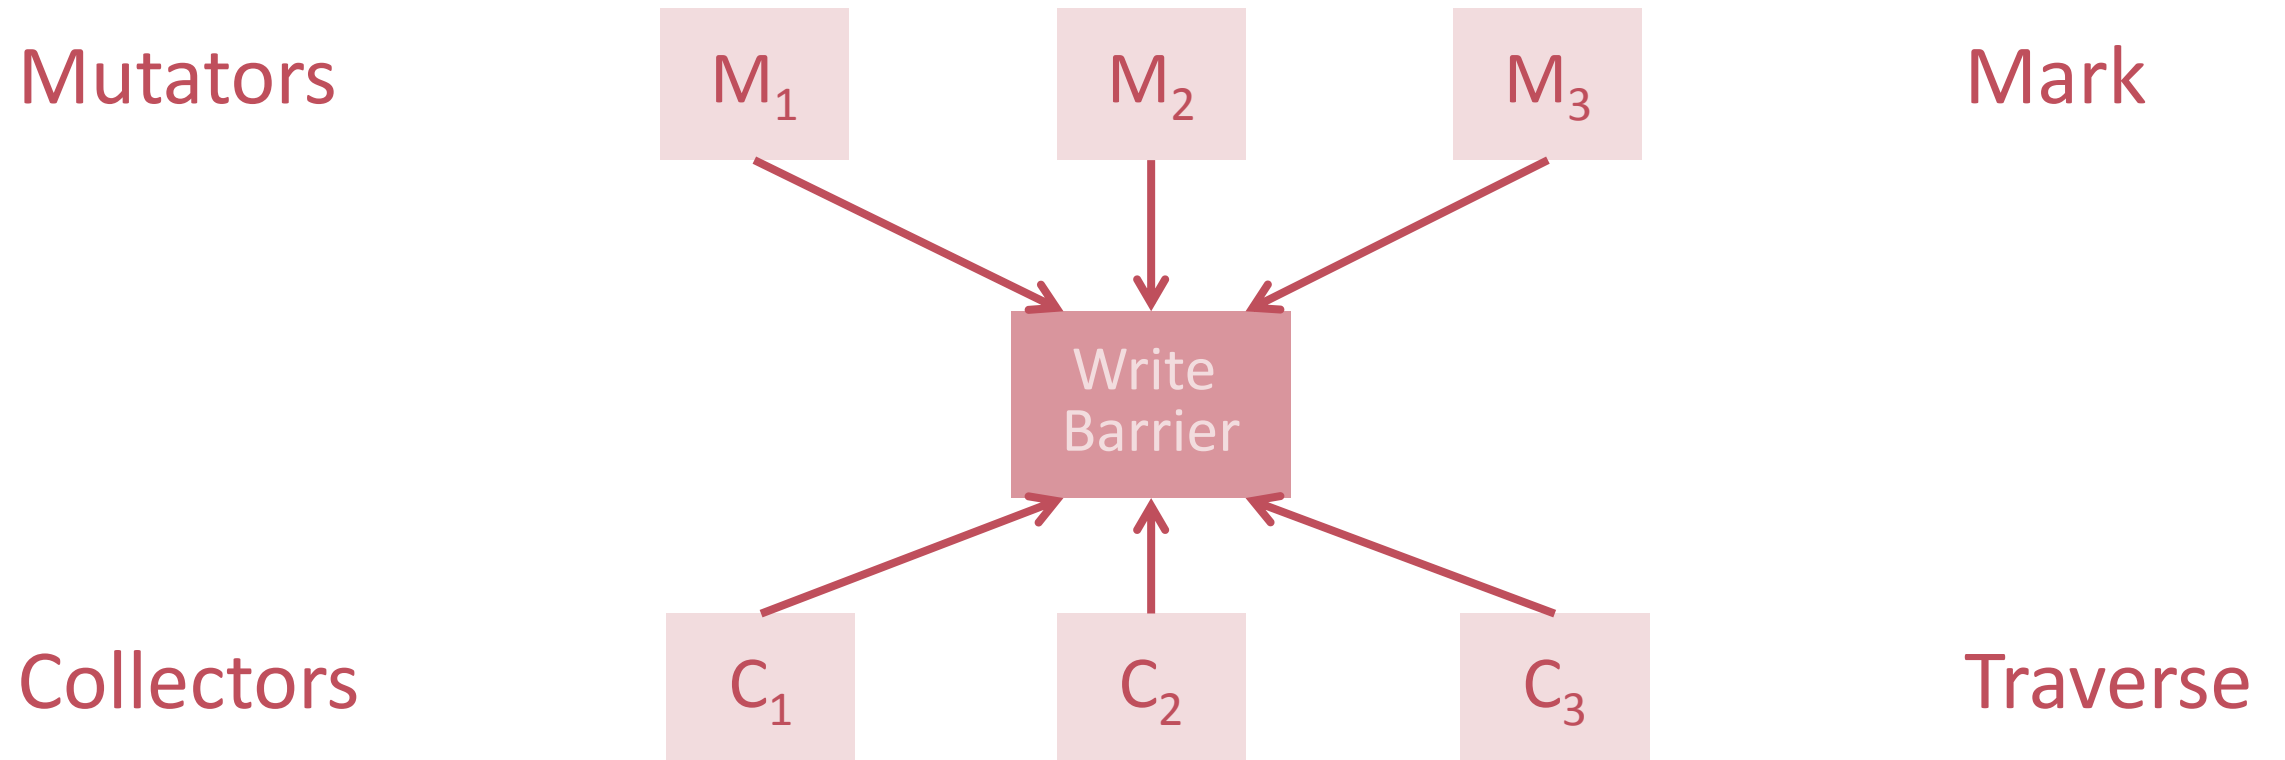 Mutators M₁ M₂ M₃ Mark
Write
Barrier
Collectors C₁ C₂ C₃ Traverse